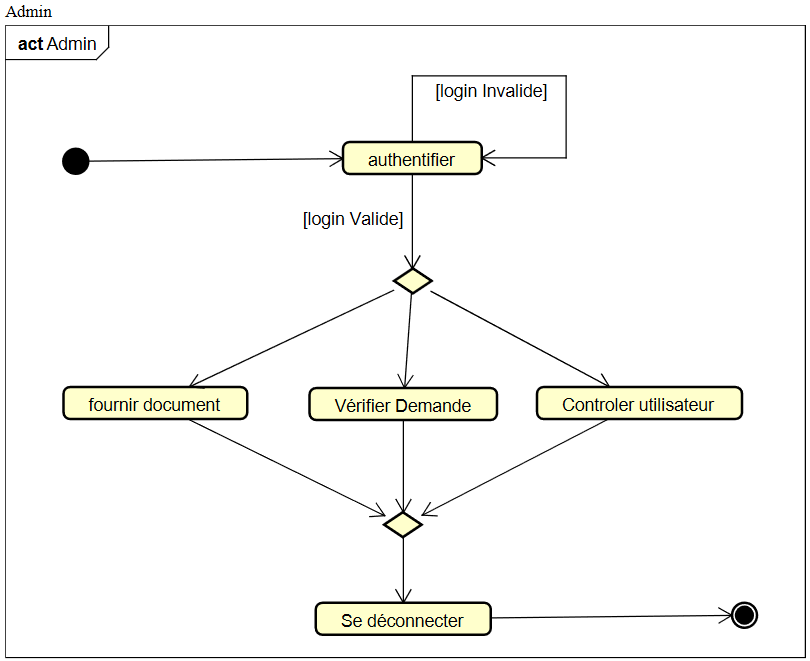 Admin
act Admin
[login Invalide]
authentifier
[login Valide]
fournir document
Vérifier Demande
Controler utilisateur
Se déconnecter